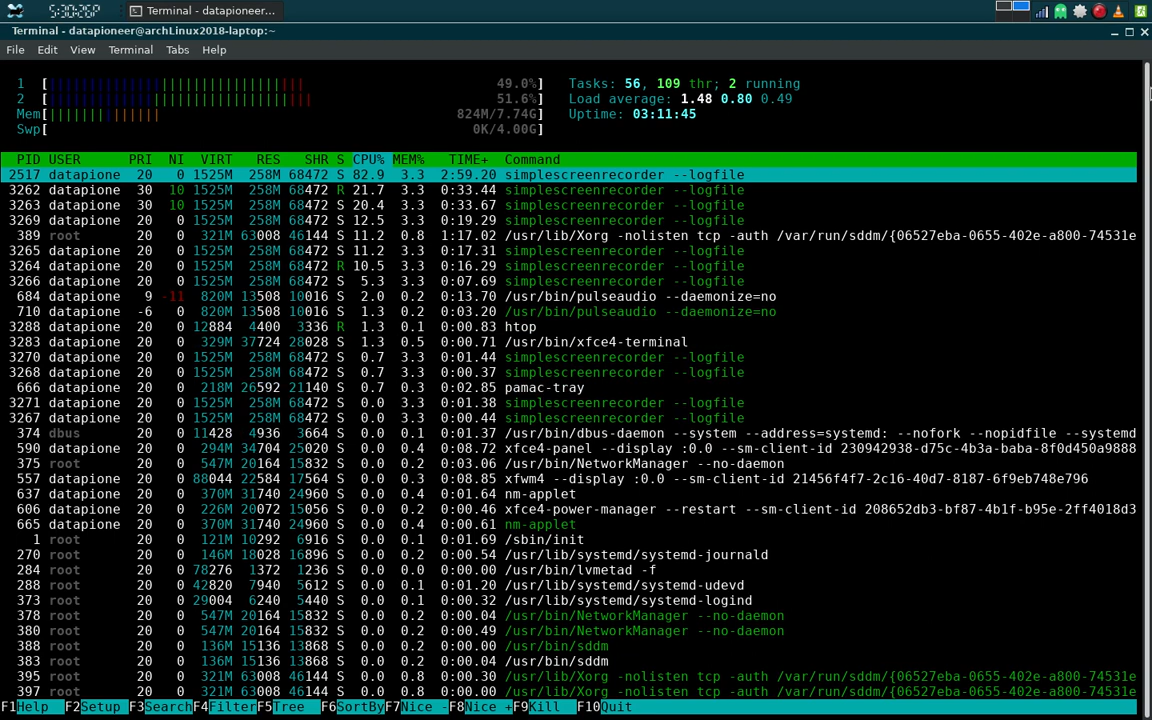 5:30:26P
Terminal - datapioneer...
Terminal - datapioneer@archLinux2018-laptop:~
File Edit View Terminal Tabs Help
1 [||||||||||||||||||||||||||||||||||| 49.0%] Tasks: 56, 109 thr; 2 running
2 [|||||||||||||||||||||||||||||||||||| 51.6%] Load average: 1.48 0.80 0.49
Mem[|||||||||||||| 824M/7.74G] Uptime: 03:11:45
Swp[ 0K/4.00G]
PID USER PRI NI VIRT RES SHR S CPU% MEM% TIME+ Command
2517 datapione 20 0 1525M 258M 68472 S 82.9 3.3 2:59.20 simplescreenrecorder --logfile
3262 datapione 30 10 1525M 258M 68472 R 21.7 3.3 0:33.44 simplescreenrecorder --logfile
3263 datapione 30 10 1525M 258M 68472 S 20.4 3.3 0:33.67 simplescreenrecorder --logfile
3269 datapione 20 0 1525M 258M 68472 S 12.5 3.3 0:19.29 simplescreenrecorder --logfile
389 root 20 0 321M 63008 46144 S 11.2 0.8 1:17.02 /usr/lib/Xorg -nolisten tcp -auth /var/run/sddm/{06527eba-0655-402e-a800-74531e
3265 datapione 20 0 1525M 258M 68472 S 11.2 3.3 0:17.31 simplescreenrecorder --logfile
3264 datapione 20 0 1525M 258M 68472 R 10.5 3.3 0:16.29 simplescreenrecorder --logfile
3266 datapione 20 0 1525M 258M 68472 S 5.3 3.3 0:07.69 simplescreenrecorder --logfile
684 datapione 9 -11 820M 13508 10016 S 2.0 0.2 0:13.70 /usr/bin/pulseaudio --daemonize=no
710 datapione -6 0 820M 13508 10016 S 1.3 0.2 0:03.20 /usr/bin/pulseaudio --daemonize=no
3288 datapione 20 0 12884 4400 3336 R 1.3 0.1 0:00.83 htop
3283 datapione 20 0 329M 37724 28028 S 1.3 0.5 0:00.71 /usr/bin/xfce4-terminal
3270 datapione 20 0 1525M 258M 68472 S 0.7 3.3 0:01.44 simplescreenrecorder --logfile
3268 datapione 20 0 1525M 258M 68472 S 0.7 3.3 0:00.37 simplescreenrecorder --logfile
666 datapione 20 0 218M 26592 21140 S 0.7 0.3 0:02.85 pamac-tray
3271 datapione 20 0 1525M 258M 68472 S 0.0 3.3 0:01.38 simplescreenrecorder --logfile
3267 datapione 20 0 1525M 258M 68472 S 0.0 3.3 0:00.44 simplescreenrecorder --logfile
374 dbus 20 0 11428 4936 3664 S 0.0 0.1 0:01.37 /usr/bin/dbus-daemon --system --address=systemd: --nofork --nopidfile --systemd
590 datapione 20 0 294M 34704 25020 S 0.0 0.4 0:08.72 xfce4-panel --display :0.0 --sm-client-id 230942938-d75c-4b3a-baba-8f0d450a9888
375 root 20 0 547M 20164 15832 S 0.0 0.2 0:03.06 /usr/bin/NetworkManager --no-daemon
557 datapione 20 0 88044 22584 17564 S 0.0 0.3 0:08.85 xfwm4 --display :0.0 --sm-client-id 21456f4f7-2c16-40d7-8187-6f9eb748e796
637 datapione 20 0 370M 31740 24960 S 0.0 0.4 0:01.64 nm-applet
606 datapione 20 0 226M 20072 15056 S 0.0 0.2 0:00.46 xfce4-power-manager --restart --sm-client-id 208652db3-bf87-4b1f-b95e-2ff4018d3
665 datapione 20 0 370M 31740 24960 S 0.0 0.4 0:00.61 nm-applet
1 root 20 0 121M 10292 6916 S 0.0 0.1 0:01.69 /sbin/init
270 root 20 0 146M 18028 16896 S 0.0 0.2 0:00.54 /usr/lib/systemd/systemd-journald
284 root 20 0 78276 1372 1236 S 0.0 0.0 0:00.00 /usr/bin/lvmetad -f
288 root 20 0 42820 7940 5612 S 0.0 0.1 0:01.20 /usr/lib/systemd/systemd-udevd
373 root 20 0 29004 6240 5440 S 0.0 0.1 0:00.32 /usr/lib/systemd/systemd-logind
378 root 20 0 547M 20164 15832 S 0.0 0.2 0:00.04 /usr/bin/NetworkManager --no-daemon
380 root 20 0 547M 20164 15832 S 0.0 0.2 0:00.49 /usr/bin/NetworkManager --no-daemon
388 root 20 0 136M 15136 13868 S 0.0 0.2 0:00.00 /usr/bin/sddm
383 root 20 0 136M 15136 13868 S 0.0 0.2 0:00.04 /usr/bin/sddm
395 root 20 0 321M 63008 46144 S 0.0 0.8 0:00.30 /usr/lib/Xorg -nolisten tcp -auth /var/run/sddm/{06527eba-0655-402e-a800-74531e
397 root 20 0 321M 63008 46144 S 0.0 0.8 0:00.00 /usr/lib/Xorg -nolisten tcp -auth /var/run/sddm/{06527eba-0655-402e-a800-74531e
F1Help F2Setup F3SearchF4FilterF5Tree F6SortByF7Nice -F8Nice +F9Kill F10Quit